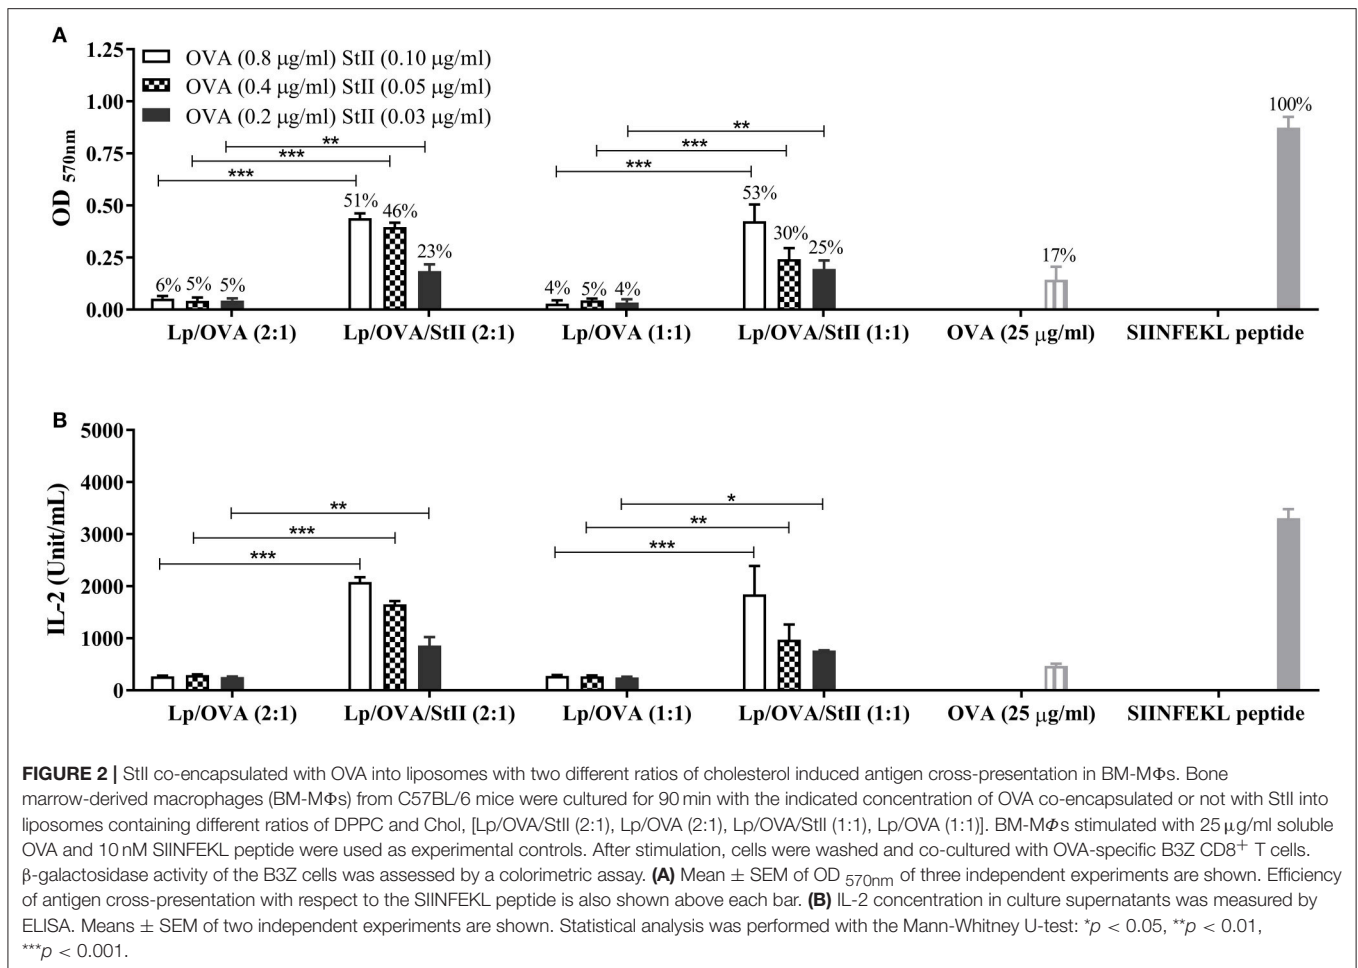 A
1.25
OVA (0.8 μg/ml) StII (0.10 μg/ml)
OVA (0.4 μg/ml) StII (0.05 μg/ml)
OVA (0.2 μg/ml) StII (0.03 μg/ml)
1.00
0.75
0.50
0.25
0.00
OD 570nm
** *** ***
** *** ***
6% 5% 5%
51% 46% 23%
4% 5% 4%
53% 30% 25%
17%
100%
Lp/OVA (2:1) Lp/OVA/StII (2:1) Lp/OVA (1:1) Lp/OVA/StII (1:1) OVA (25 μg/ml) SIINFEKL peptide
B
5000
4000
3000
2000
1000
0
IL-2 (Unit/mL)
** *** ***
* ** ***
Lp/OVA (2:1) Lp/OVA/StII (2:1) Lp/OVA (1:1) Lp/OVA/StII (1:1) OVA (25 μg/ml) SIINFEKL peptide
FIGURE 2 | StII co-encapsulated with OVA into liposomes with two different ratios of cholesterol induced antigen cross-presentation in BM-MΦs. Bone
marrow-derived macrophages (BM-MΦs) from C57BL/6 mice were cultured for 90 min with the indicated concentration of OVA co-encapsulated or not with StII into
liposomes containing different ratios of DPPC and Chol, [Lp/OVA/StII (2:1), Lp/OVA (2:1), Lp/OVA/StII (1:1), Lp/OVA (1:1)]. BM-MΦs stimulated with 25 μg/ml soluble
OVA and 10 nM SIINFEKL peptide were used as experimental controls. After stimulation, cells were washed and co-cultured with OVA-specific B3Z CD8+ T cells.
β-galactosidase activity of the B3Z cells was assessed by a colorimetric assay. (A) Mean ± SEM of OD 570nm of three independent experiments are shown. Efficiency
of antigen cross-presentation with respect to the SIINFEKL peptide is also shown above each bar. (B) IL-2 concentration in culture supernatants was measured by
ELISA. Means ± SEM of two independent experiments are shown. Statistical analysis was performed with the Mann-Whitney U-test: *p < 0.05, **p < 0.01,
***p < 0.001.